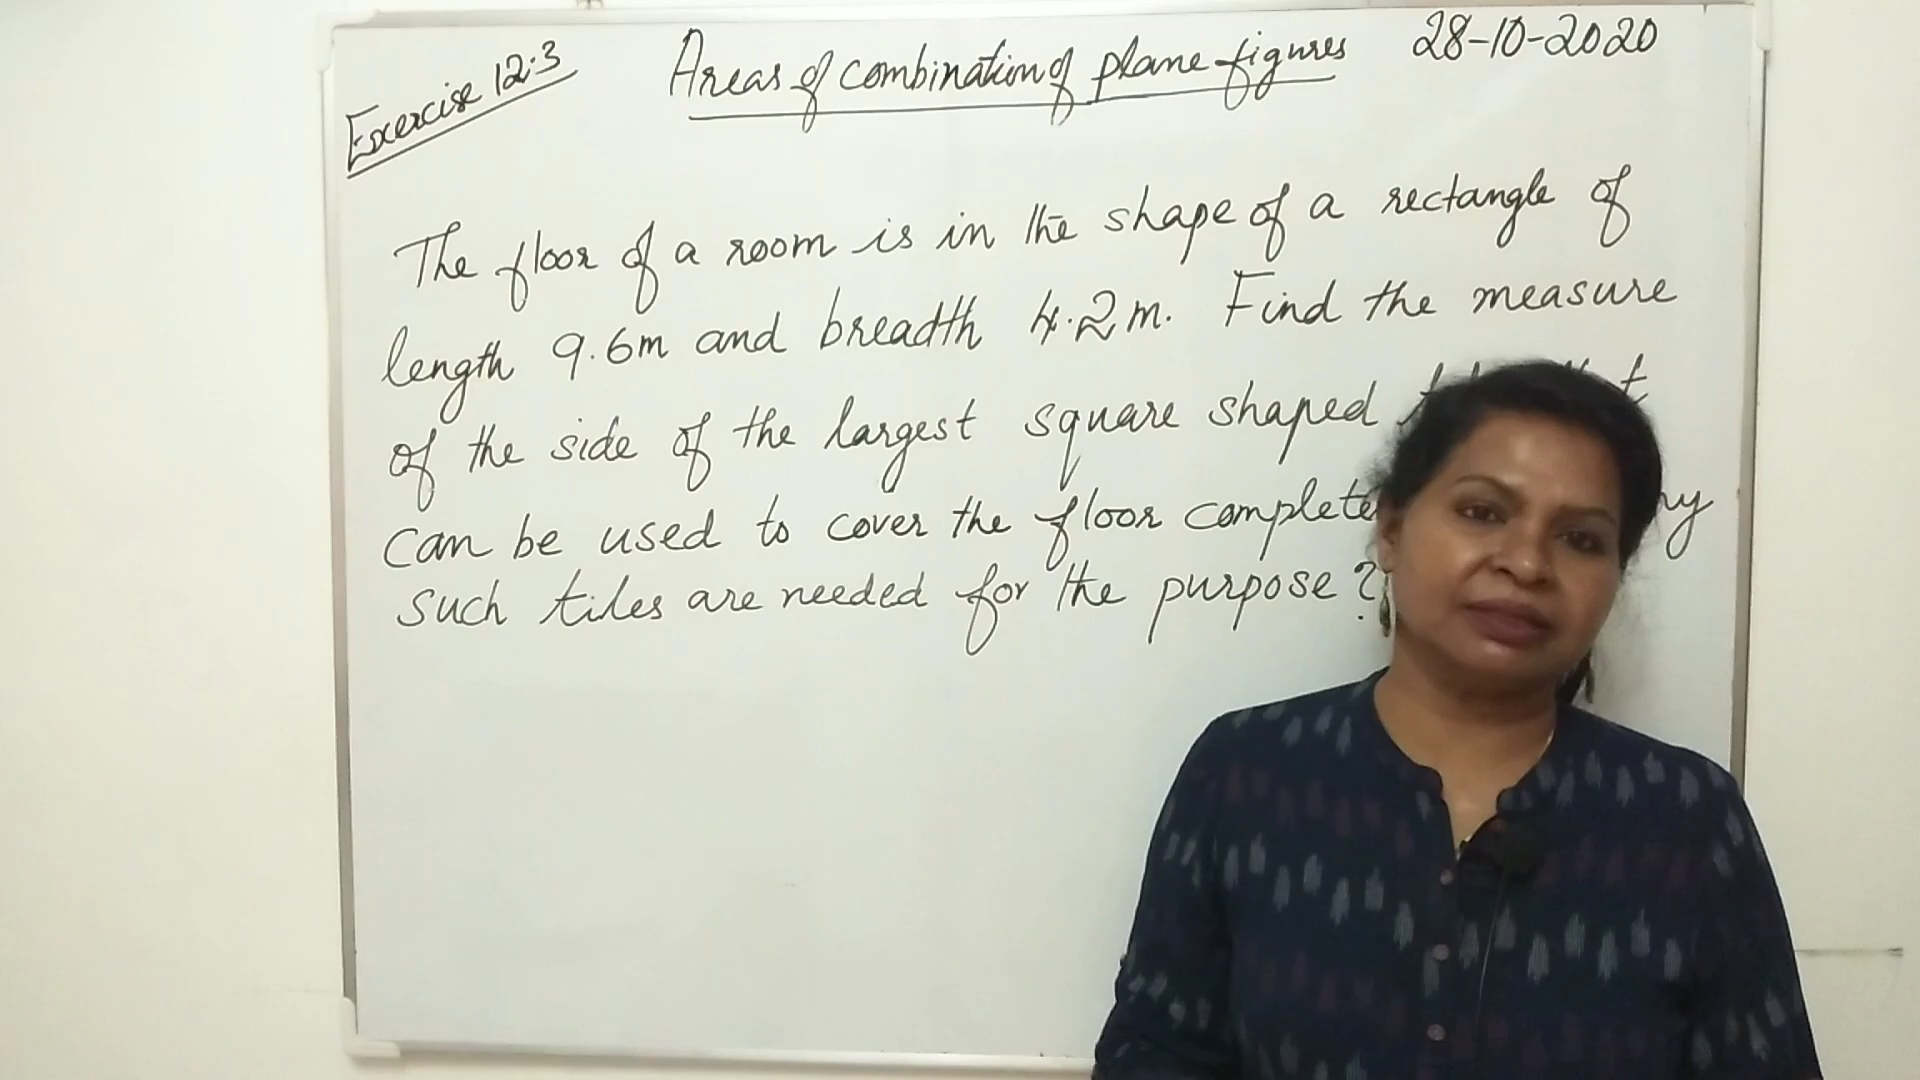 Exercise 12.3
Areas of combination of plane figures
28-10-2020
The floor of a room is in the shape of a rectangle of
length 9.6m and breadth 4.2m. Find the measure
of the side of the largest square shaped
can be used to cover the floor
such tiles are needed for the purpose?